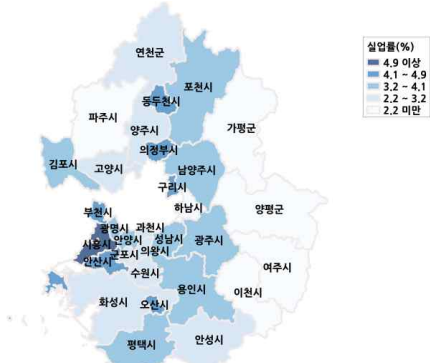 연천군
포천시
동두천시
파주시
양주시
가평군
의정부시
김포시
고양시
남양주시
구리시
하남시
양평군
부천시
광명시
과천시
시흥시
안양시
성남시
광주시
의왕시
안산시
군포시
수원시
여주시
이천시
용인시
화성시
오산시
안성시
평택시
실업률(%)
4.9 이상
4.1 ~ 4.9
3.2 ~ 4.1
2.2 ~ 3.2
2.2 미만